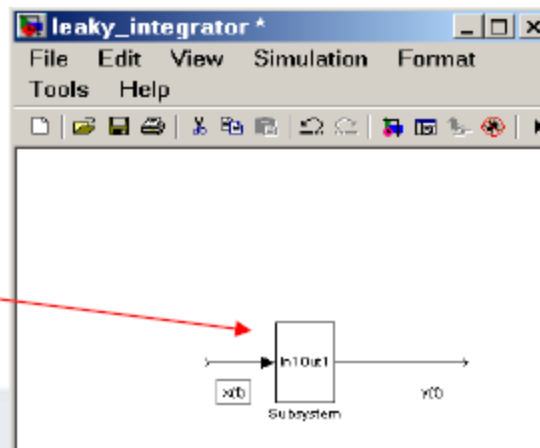 leaky_integrator *
File Edit View Simulation Format
Tools Help
In1 Out1
x(t)
y(t)
Subsystem